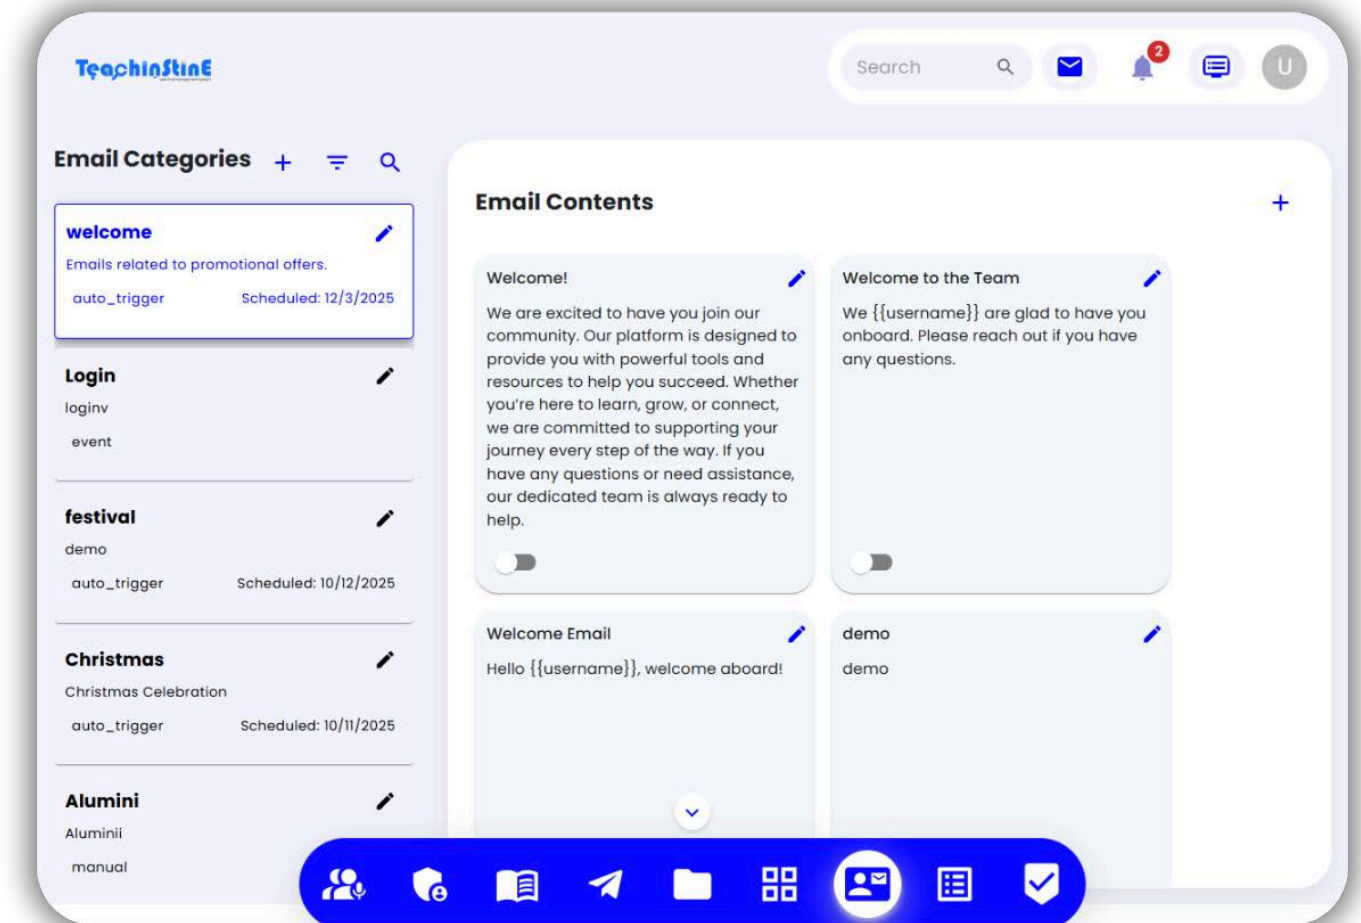 TeachinstinE
Search
2
U
Email Categories
welcome
Emails related to promotional offers.
auto_trigger Scheduled: 12/3/2025
Login
loginv
event
festival
demo
auto_trigger Scheduled: 10/12/2025
Christmas
Christmas Celebration
auto_trigger Scheduled: 10/11/2025
Alumini
Aluminii
manual
Email Contents
Welcome!
We are excited to have you join our
community. Our platform is designed to
provide you with powerful tools and
resources to help you succeed. Whether
you're here to learn, grow, or connect,
we are committed to supporting your
journey every step of the way. If you
have any questions or need assistance,
our dedicated team is always ready to
help.
Welcome to the Team
We {{username}} are glad to have you
onboard. Please reach out if you have
any questions.
Welcome Email
Hello {{username}}, welcome aboard!
demo
demo